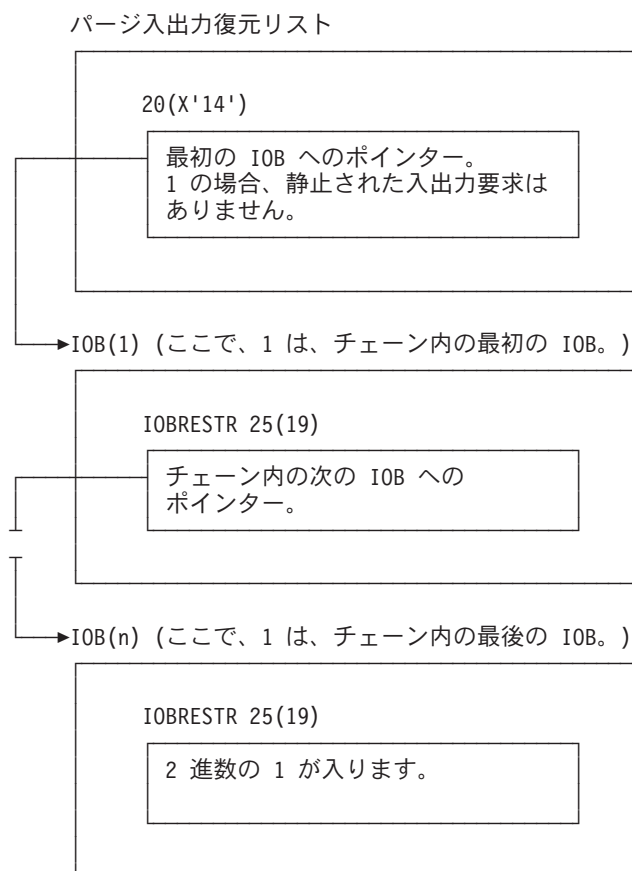 パージ入出力復元リスト
20(X'14')
最初の IOB へのポインター。
1 の場合、静止された入出力要求は
ありません。
IOB(1) (ここで、1 は、チェーン内の最初の IOB。)
IOBRESTR 25(19)
チェーン内の次の IOB への
ポインター。
IOB(n) (ここで、1 は、チェーン内の最後の IOB。)
IOBRESTR 25(19)
2 進数の 1 が入ります。